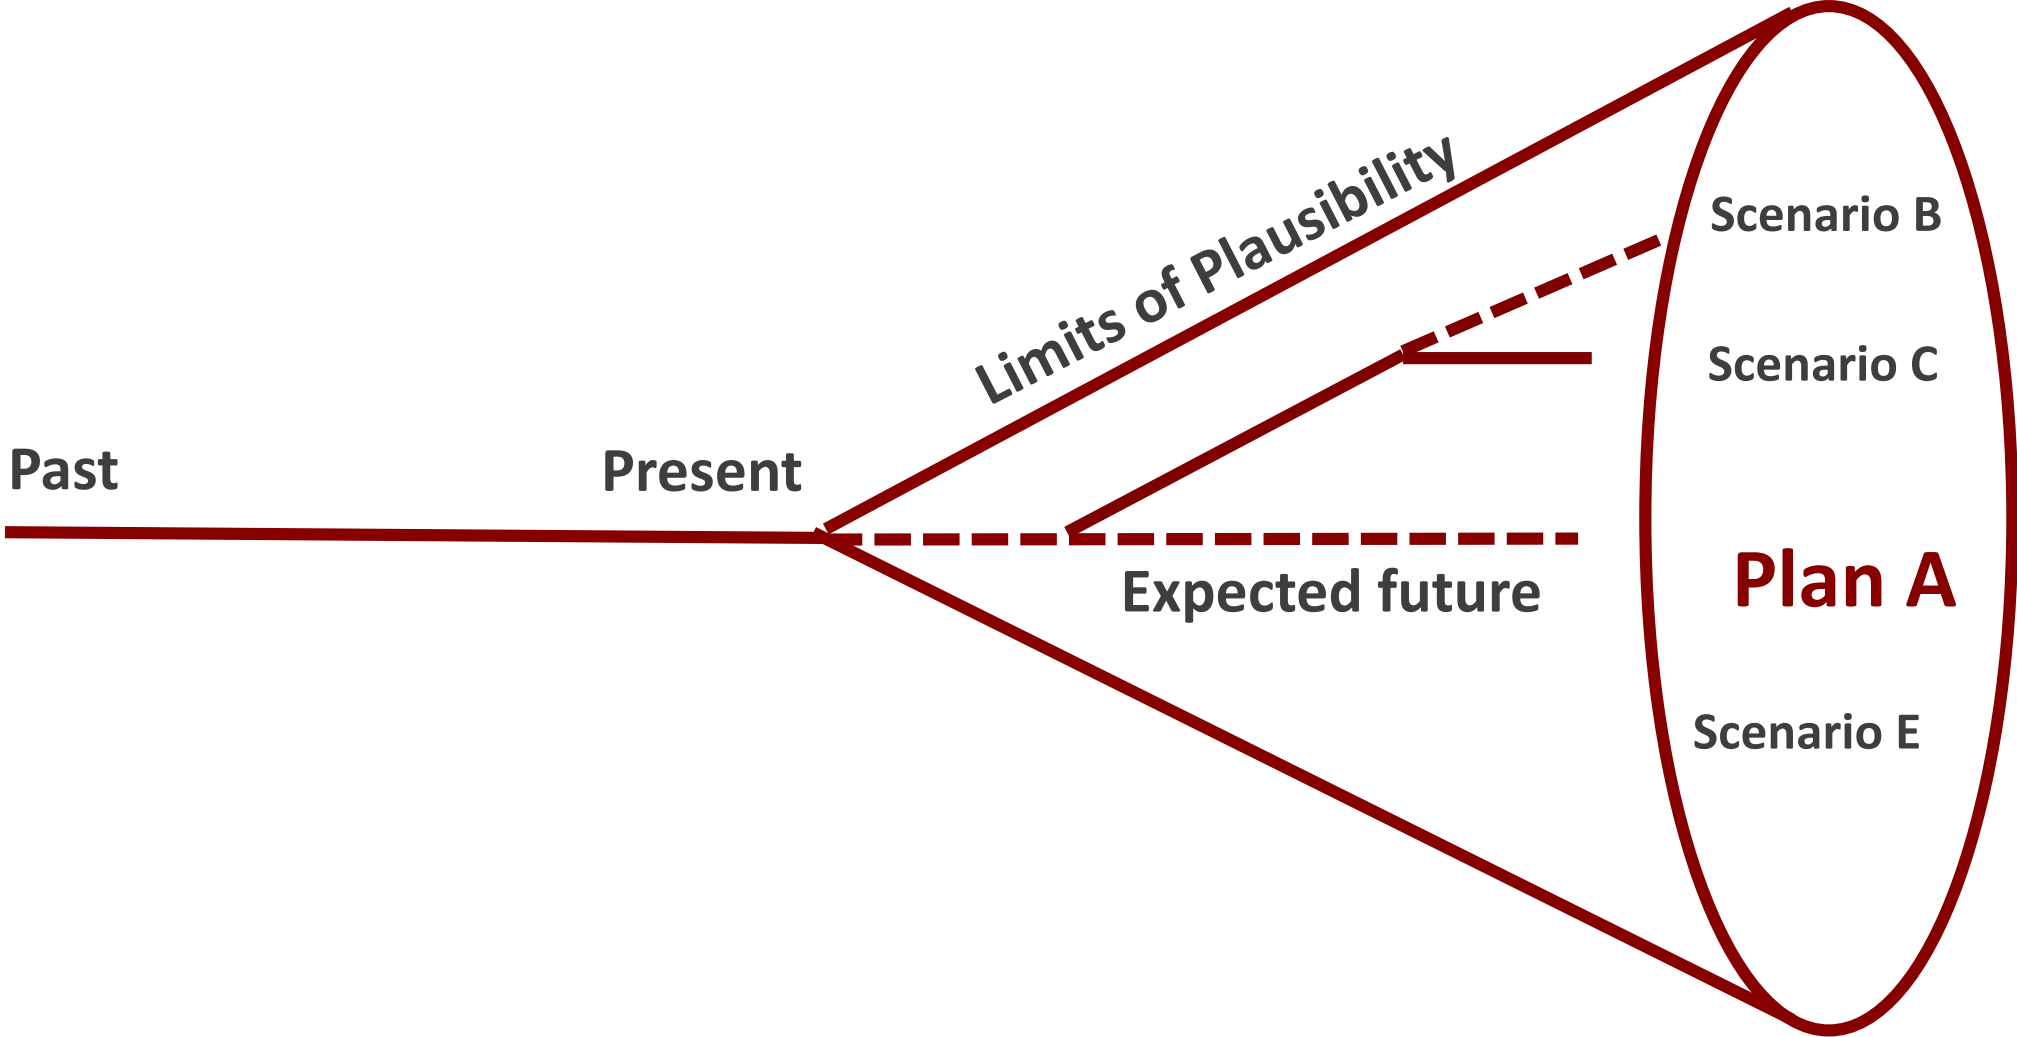 Limits of Plausibility
Scenario B
Scenario C
Past
Present
Expected future
Plan A
Scenario E